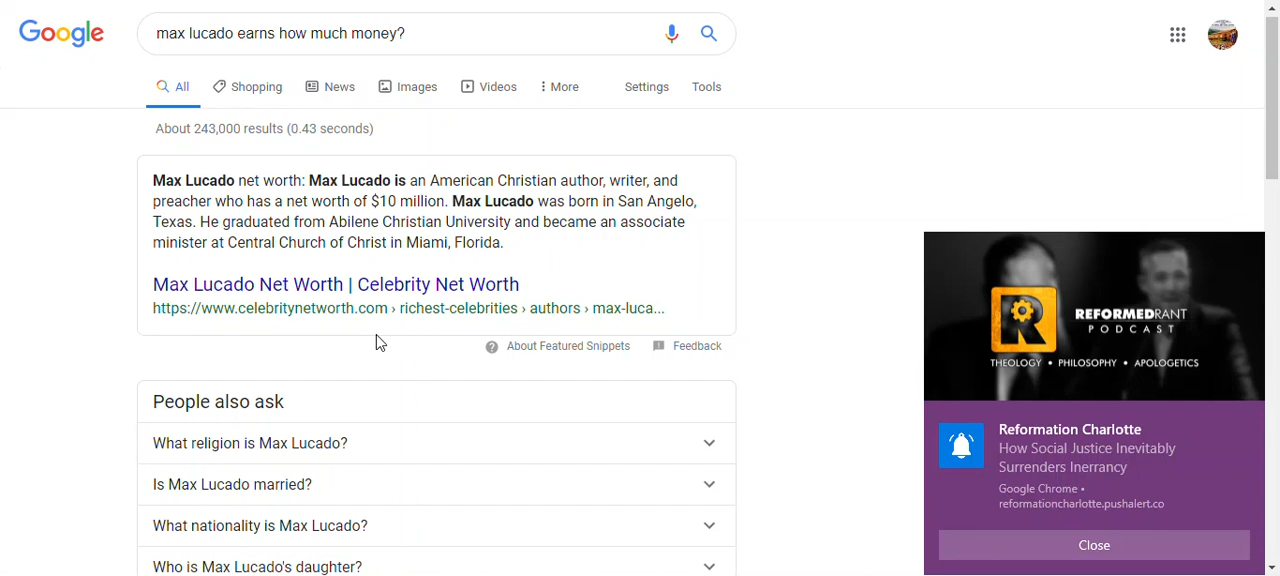 Google
max lucado earns how much money?
All
Shopping
News
Images
Videos
More
Settings
Tools
About 243,000 results (0.43 seconds)
Max Lucado net worth: Max Lucado is an American Christian author, writer, and
preacher who has a net worth of $10 million. Max Lucado was born in San Angelo,
Texas. He graduated from Abilene Christian University and became an associate
minister at Central Church of Christ in Miami, Florida.
Max Lucado Net Worth | Celebrity Net Worth
https://www.celebritynetworth.com › richest-celebrities › authors › max-luca...
About Featured Snippets
Feedback
People also ask
What religion is Max Lucado?
Is Max Lucado married?
What nationality is Max Lucado?
Who is Max Lucado's daughter?
R
REFORMEDRANT
PODCAST
THEOLOGY • PHILOSOPHY • APOLOGETICS
Reformation Charlotte
How Social Justice Inevitably
Surrenders Inerrancy
Google Chrome •
reformationcharlotte.pushalert.co
Close